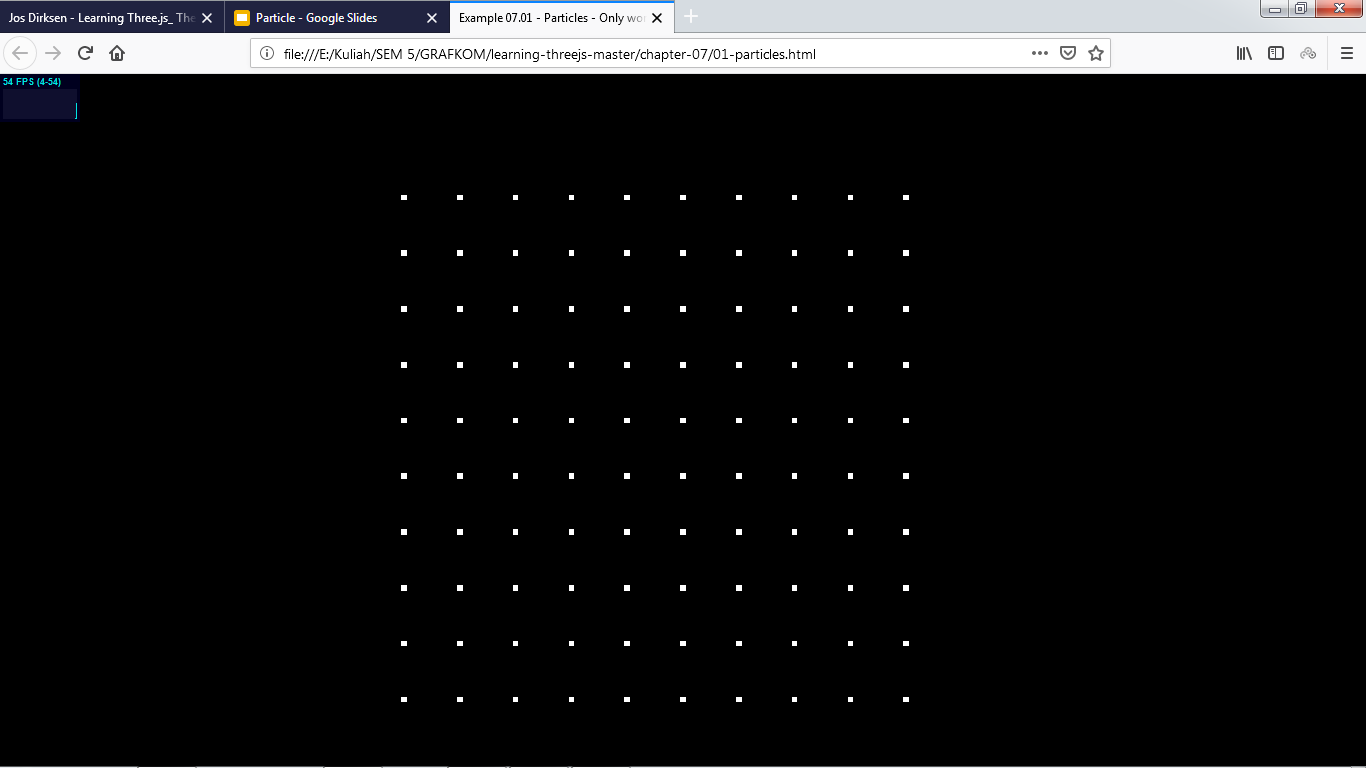 Jos Dirksen - Learning Three.js_ The
Particle - Google Slides
Example 07.01 - Particles - Only wo
file:///E:/Kuliah/SEM 5/GRAFKOM/learning-threejs-master/chapter-07/01-particles.html
54 FPS (4-54)